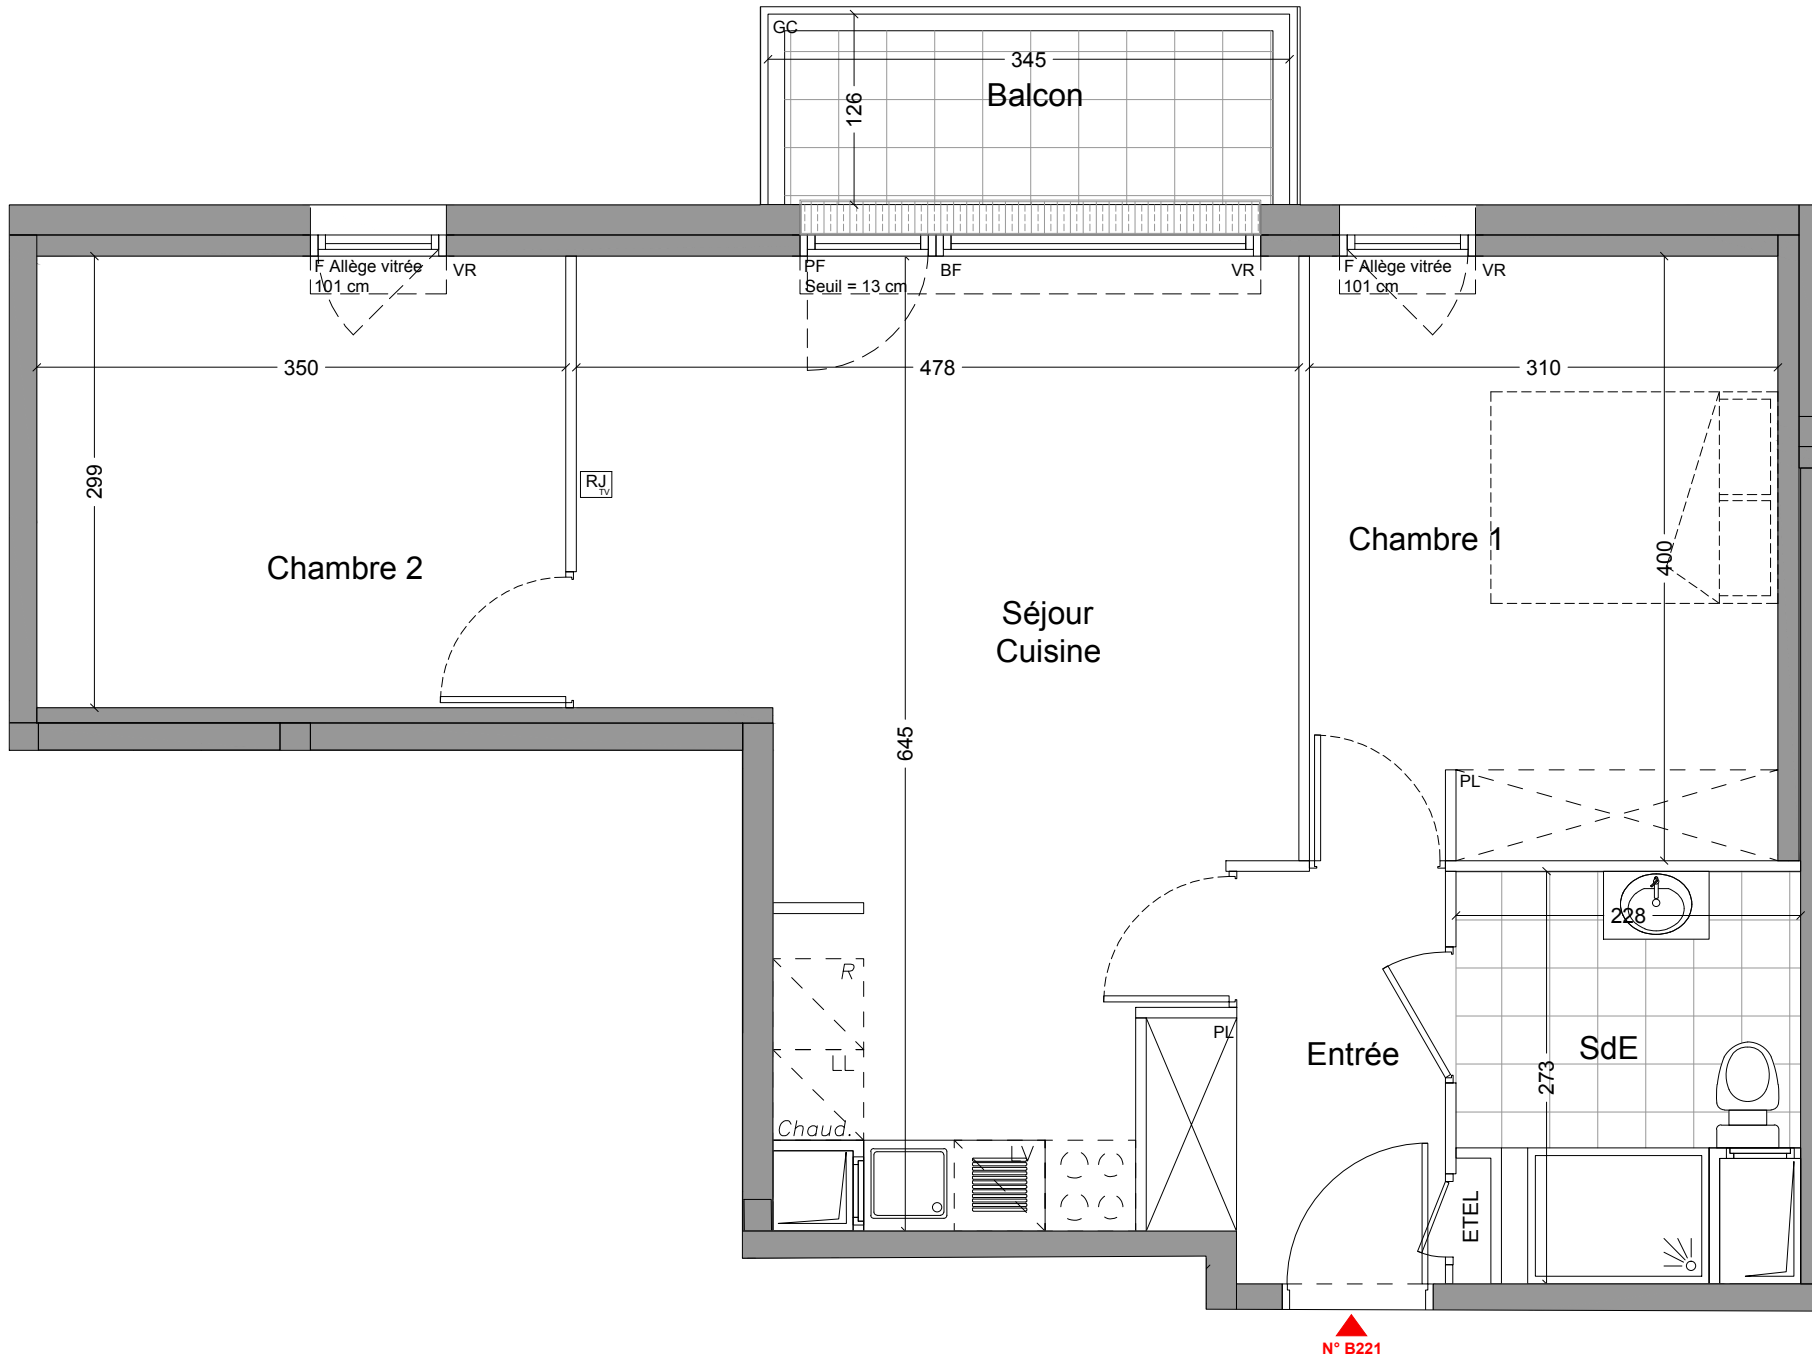 GC
345
Balcon
126
F Allège vitrée
101 cm
VR
PF
Seuil = 13 cm
BF
VR
F Allège vitrée
101 cm
VR
350
478
310
299
RJ
TV
Chambre 2
Chambre 1
400
Séjour
Cuisine
645
PL
228
R
LL
Chaud.
LV
PL
Entrée
SdE
273
ETEL
N° B221